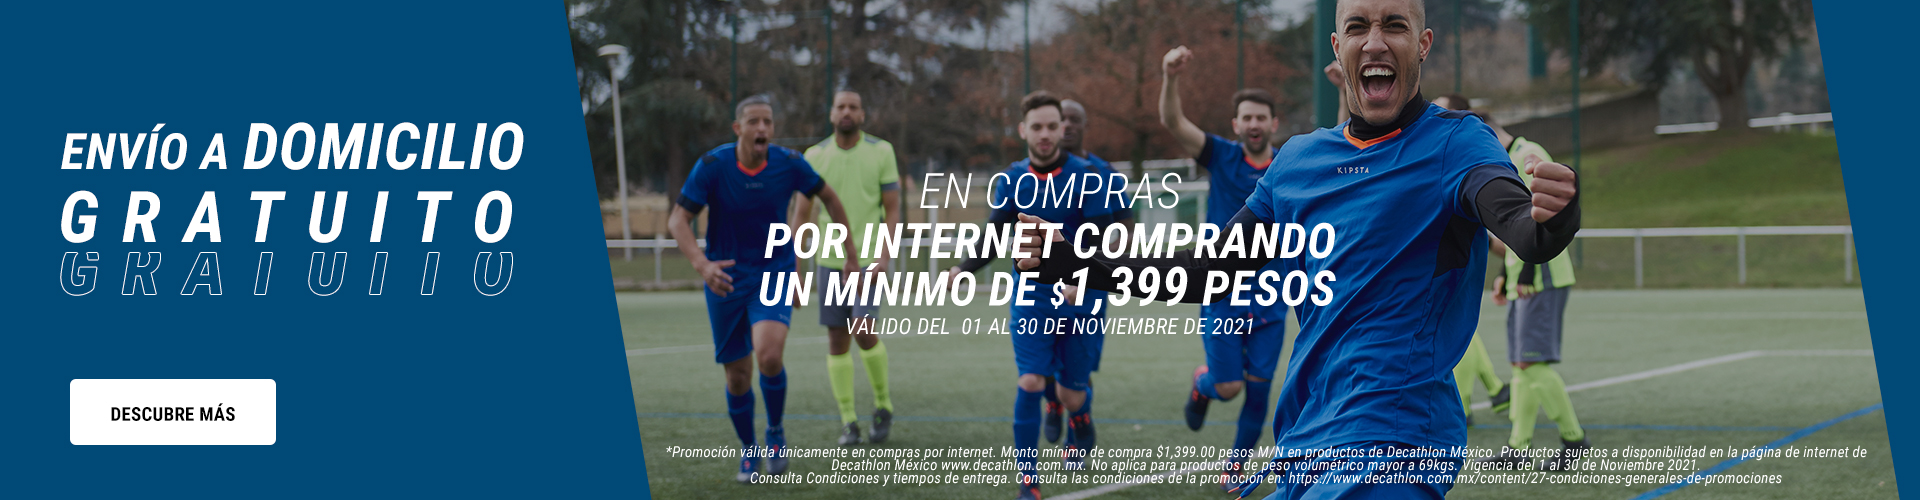 ENVÍO A DOMICILIO
GRATUITO
GRATUITO
DESCUBRE MÁS
EN COMPRAS
POR INTERNET COMPRANDO
UN MÍNIMO DE $1,399 PESOS
VÁLIDO DEL 01 AL 30 DE NOVIEMBRE DE 2021
KIPSTA
KIPSTA
*Promoción válida únicamente en compras por internet. Monto mínimo de compra $1,399.00 pesos M/N en productos de Decathlon México. Productos sujetos a disponibilidad en la página de internet de
Decathlon México www.decathlon.com.mx. No aplica para productos de peso volumétrico mayor a 69kgs. Vigencia del 1 al 30 de Noviembre 2021.
Consulta Condiciones y tiempos de entrega. Consulta las condiciones de la promoción en: https://www.decathlon.com.mx/content/27-condiciones-generales-de-promociones